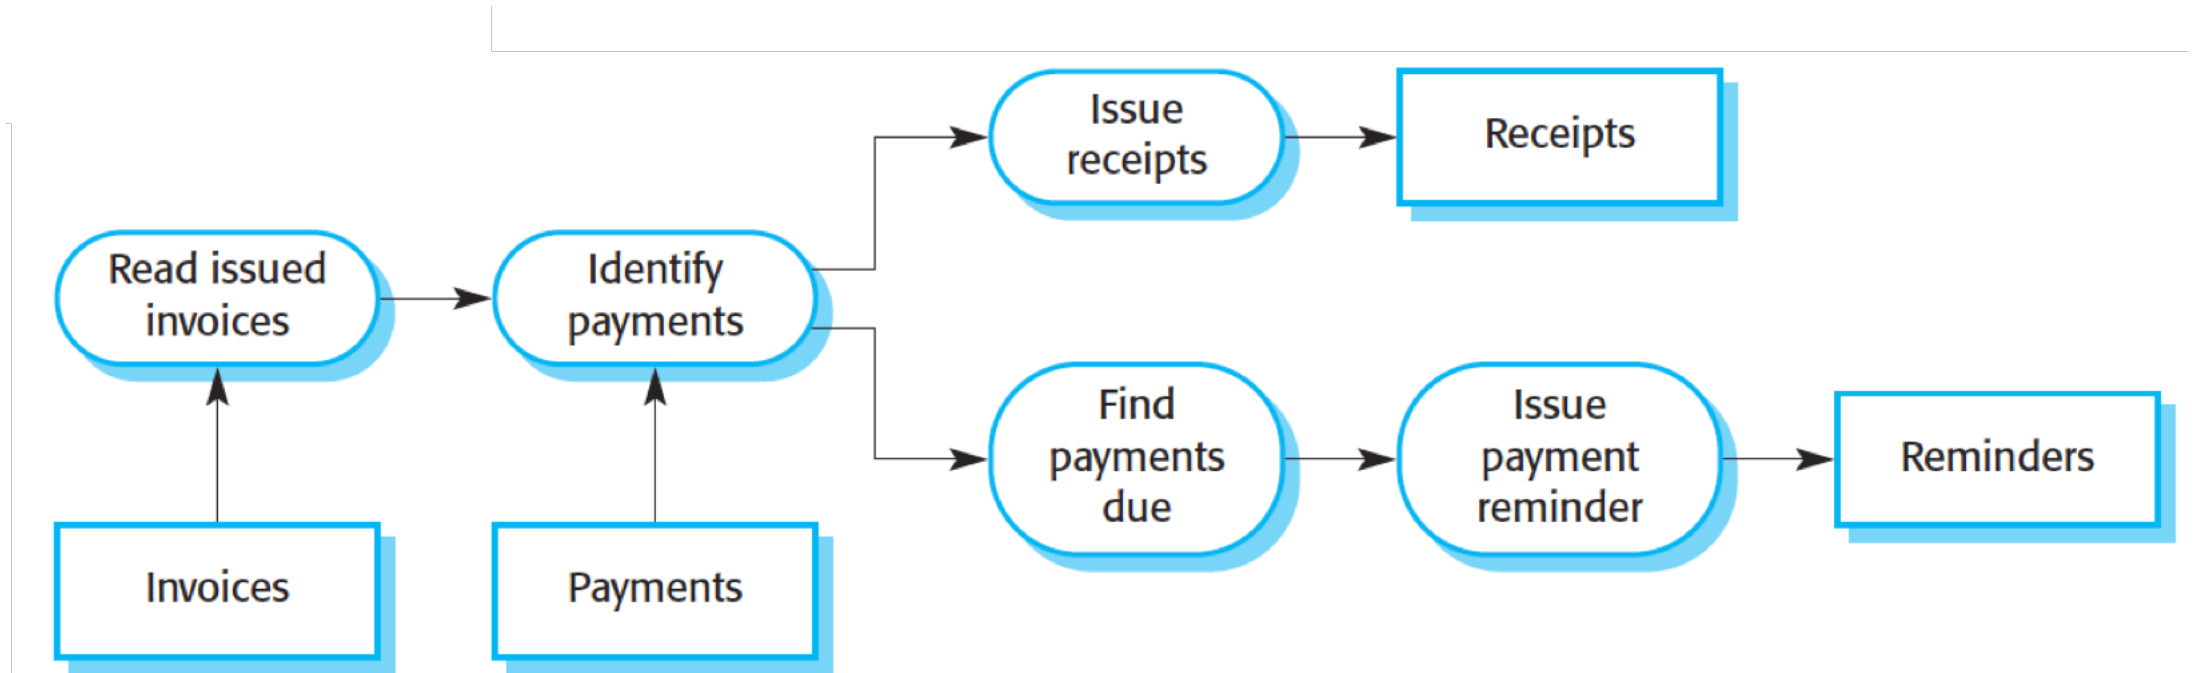 Issue
receipts
Receipts
Read issued
invoices
Identify
payments
Find
payments
due
Issue
payment
reminder
Reminders
Invoices
Payments